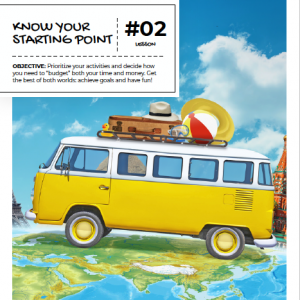 KNOW YOUR
STARTING POINT
#02
LESSON
OBJECTIVE: Prioritize your activities and decide how
you need to "budget" both your time and money. Get
the best of both worlds: achieve goals and have fun!